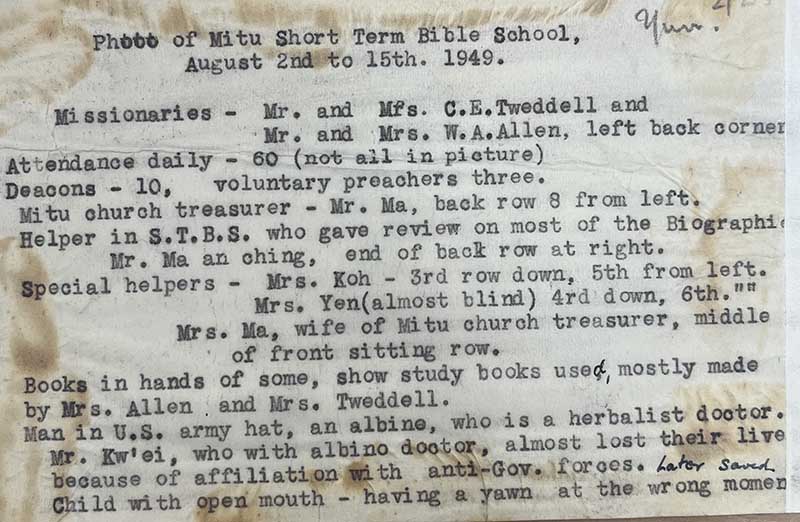 Yun.
Photo of Mitu Short Term Bible School,
August 2nd to 15th. 1949.
Missionaries - Mr. and Mrs. C.E.Tweddell and
Mr. and Mrs. W.A.Allen, left back corner
Attendance daily - 60 (not all in picture)
Deacons - 10, voluntary preachers three.
Mitu church treasurer - Mr. Ma, back row 8 from left.
Helper in S.T.B.S. who gave review on most of the Biographie
Mr. Ma an ching, end of back row at right.
Special helpers - Mrs. Koh - 3rd row down, 5th from left.
Mrs. Yen(almost blind) 4rd down, 6th.""
Mrs. Ma, wife of Mitu church treasurer, middle
of front sitting row.
Books in hands of some, show study books used, mostly made
by Mrs. Allen and Mrs. Tweddell.
Man in U.S. army hat, an albine, who is a herbalist doctor.
Mr. Kw'ei, who with albino doctor, almost lost their live
because of affiliation with anti-Gov. forces. Later saved
Child with open mouth - having a yawn at the wrong momen